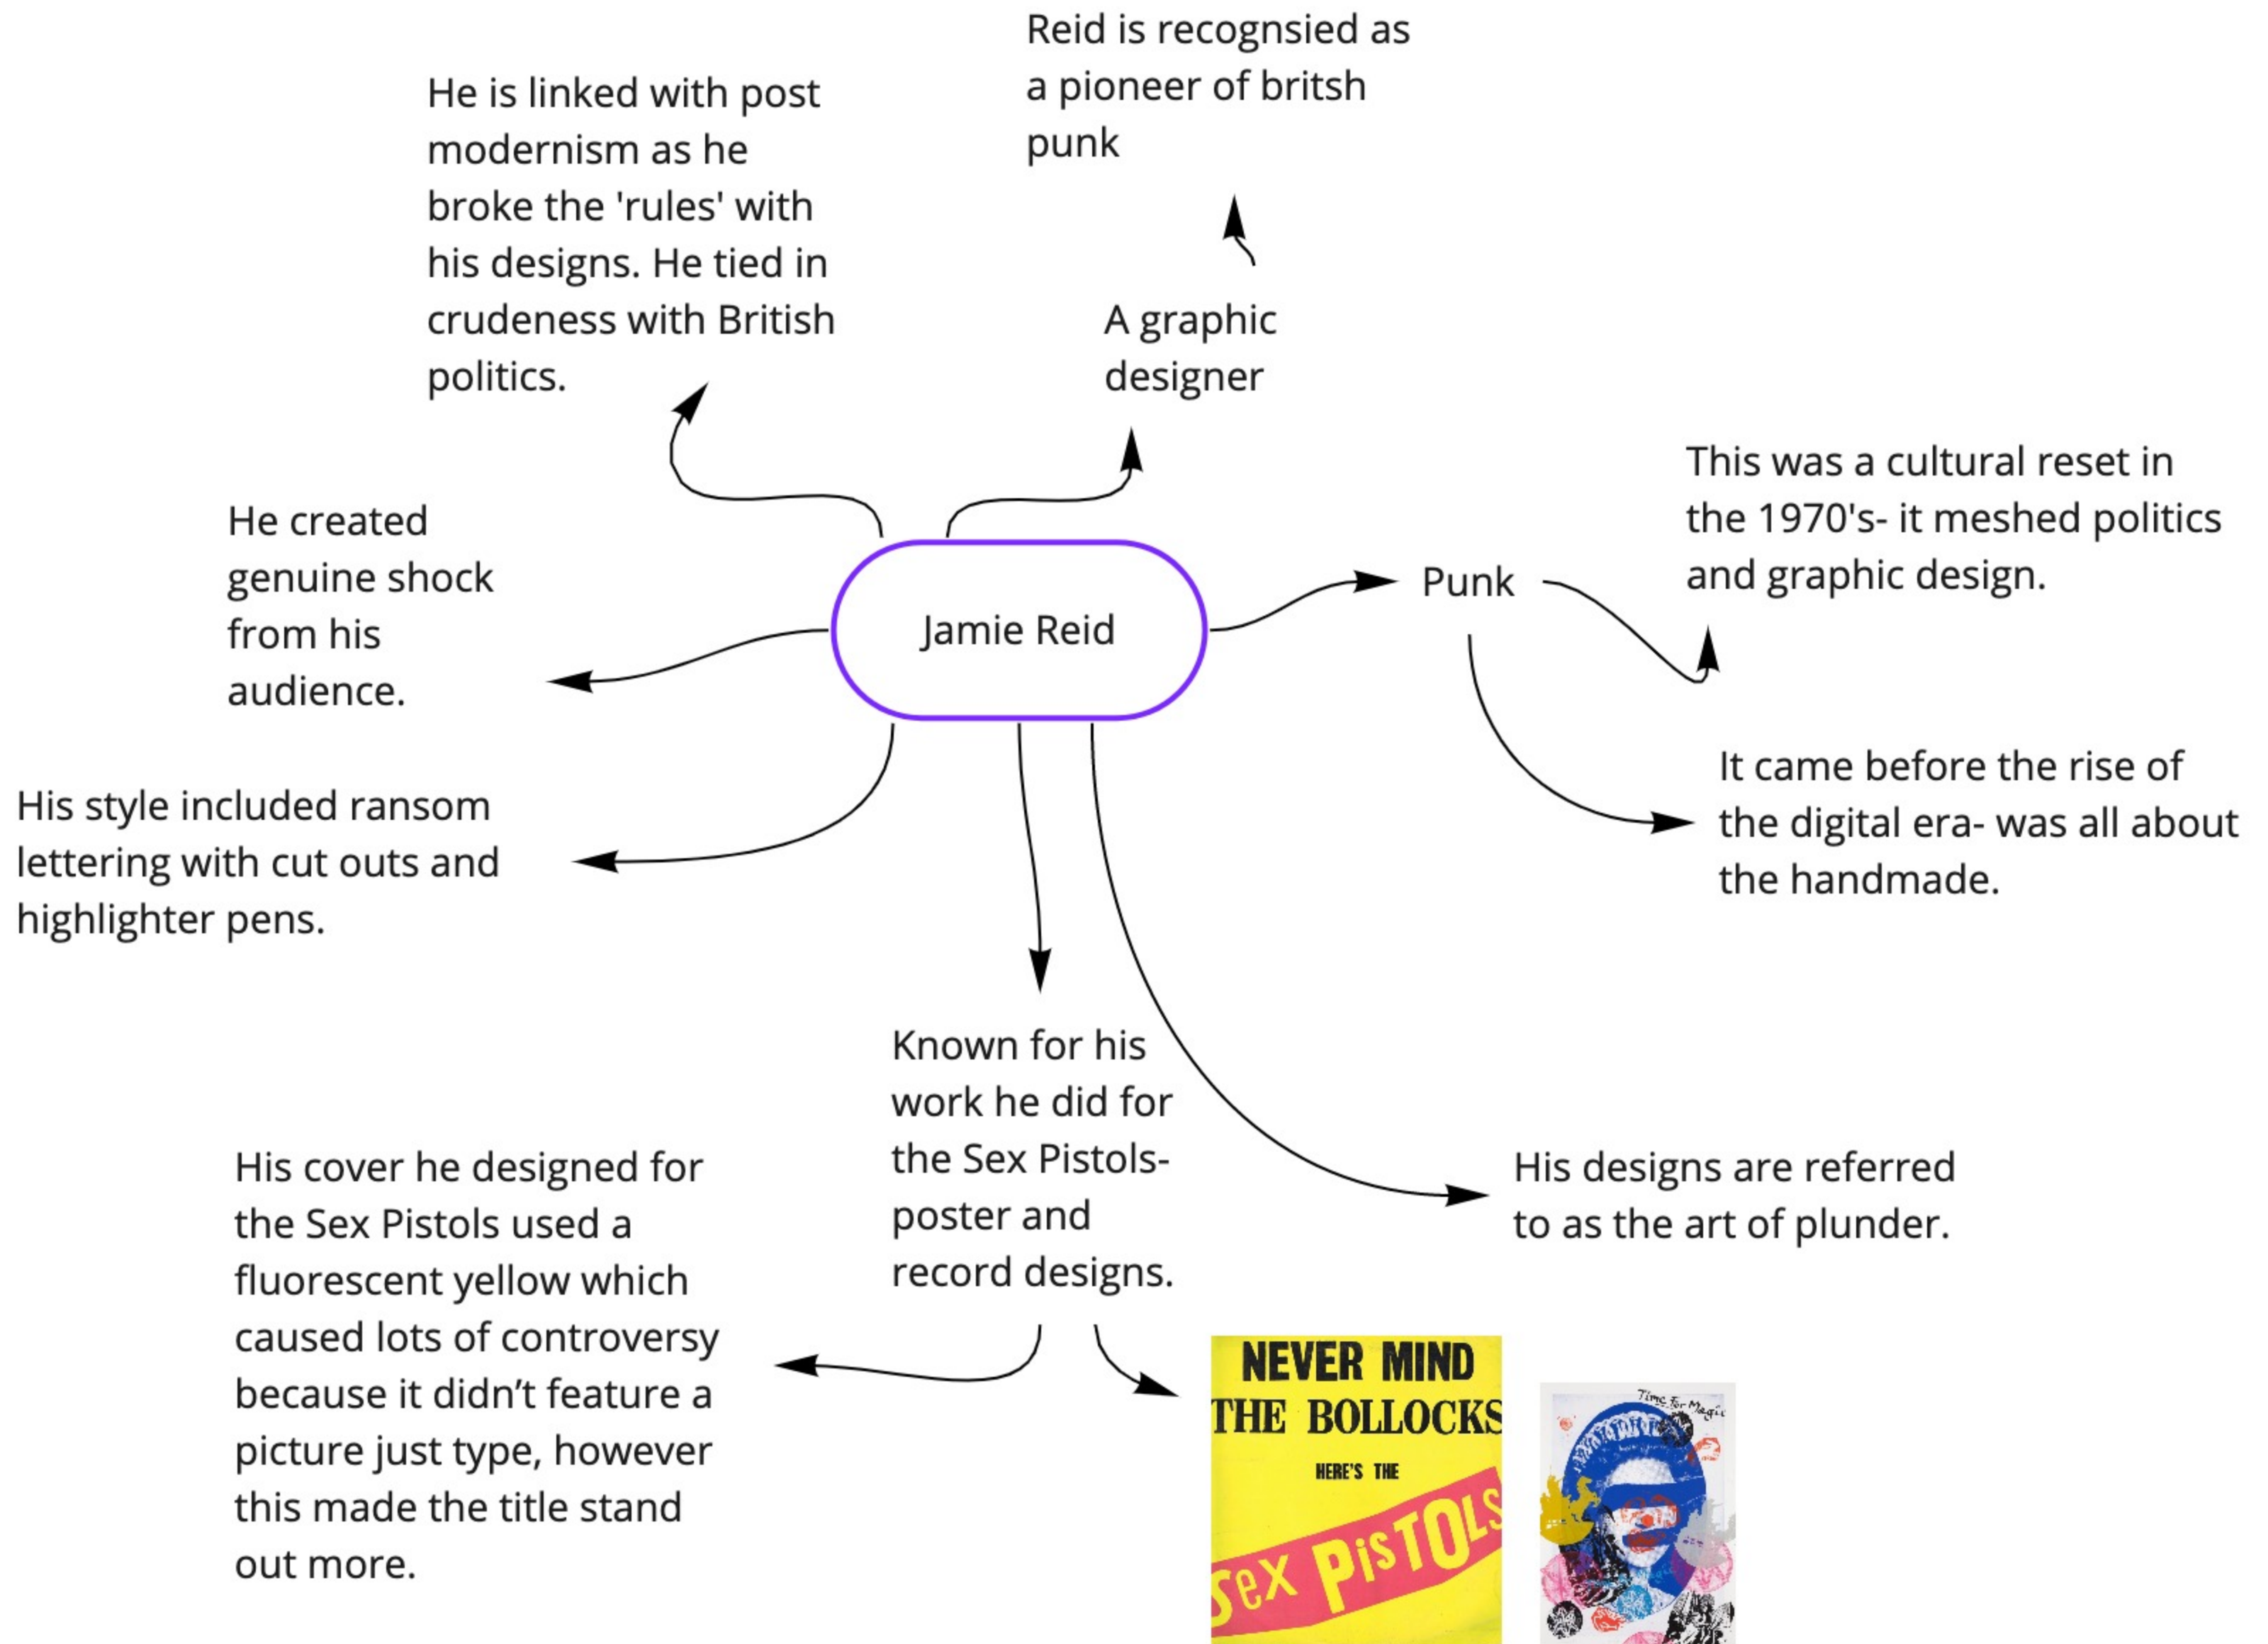 Reid is recognsied as
a pioneer of britsh
punk
He is linked with post
modernism as he
broke the 'rules' with
his designs. He tied in
crudeness with British
politics.
A graphic
designer
This was a cultural reset in
the 1970's- it meshed politics
and graphic design.
He created
genuine shock
from his
audience.
Jamie Reid
Punk
It came before the rise of
the digital era- was all about
the handmade.
His style included ransom
lettering with cut outs and
highlighter pens.
Known for his
work he did for
the Sex Pistols-
poster and
record designs.
His cover he designed for
the Sex Pistols used a
fluorescent yellow which
caused lots of controversy
because it didn’t feature a
picture just type, however
this made the title stand
out more.
His designs are referred
to as the art of plunder.
NEVER MIND
THE BOLLOCKS
HERE'S THE
Sex PisTOLS
Time For Magic